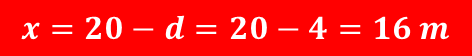 x = 20 − d = 20 − 4 = 16 m